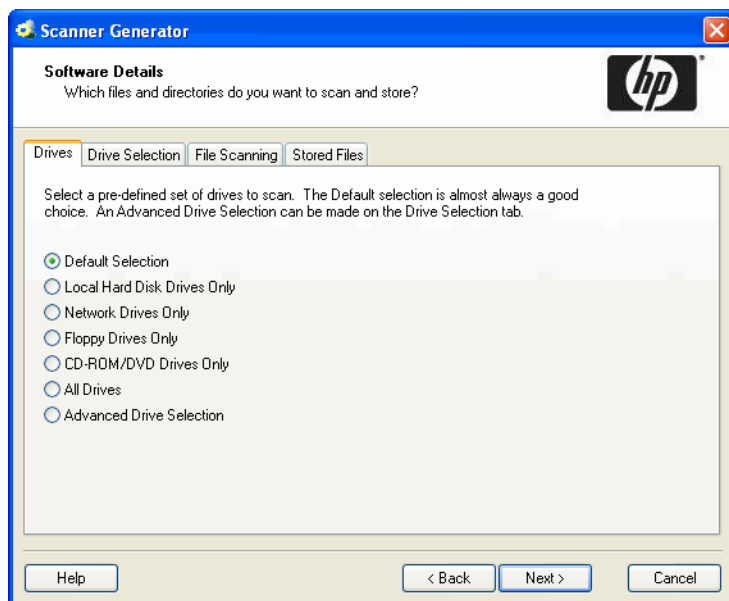 Scanner Generator
Software Details
Which files and directories do you want to scan and store?
hp
Drives
Drive Selection
File Scanning
Stored Files
Select a pre-defined set of drives to scan. The Default selection is almost always a good
choice. An Advanced Drive Selection can be made on the Drive Selection tab.
Default Selection
Local Hard Disk Drives Only
Network Drives Only
Floppy Drives Only
CD-ROM/DVD Drives Only
All Drives
Advanced Drive Selection
Help
< Back
Next >
Cancel